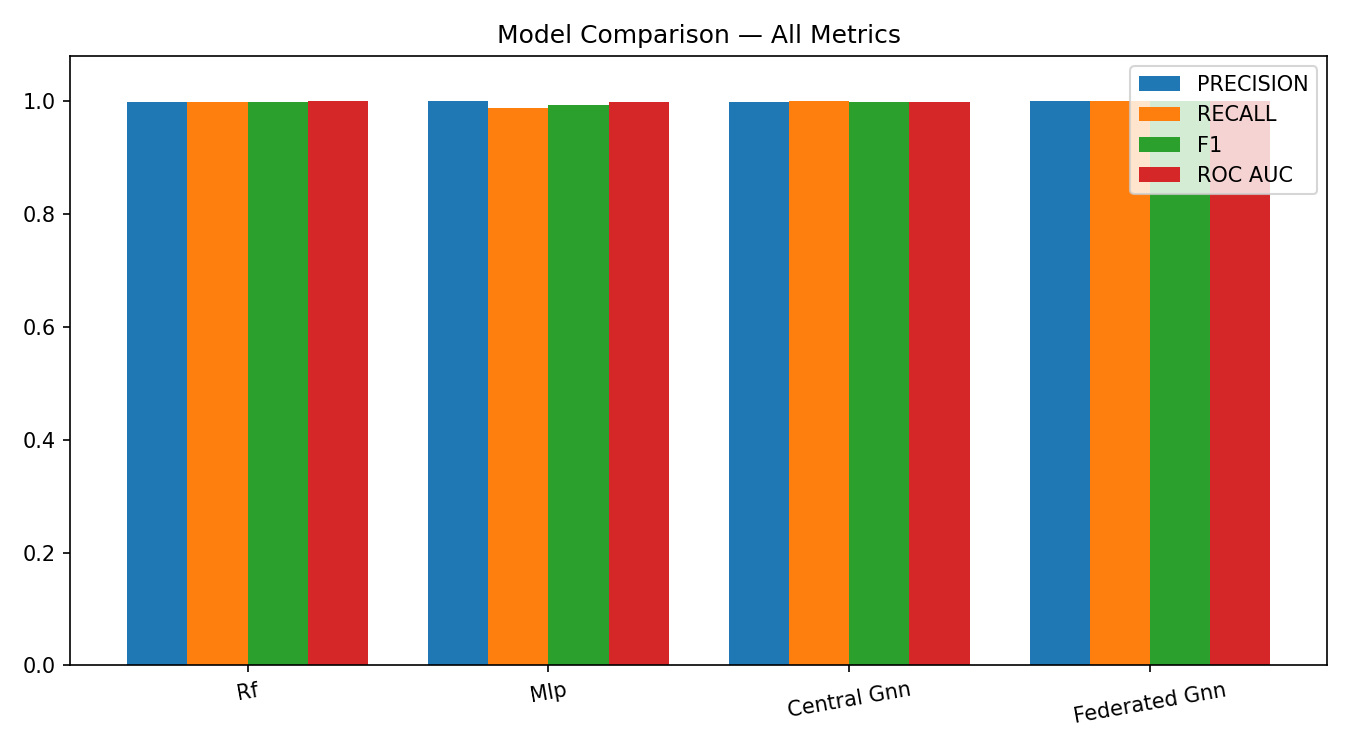 Model Comparison — All Metrics
PRECISION
RECALL
F1
ROC AUC
1.0
0.8
0.6
0.4
0.2
0.0
Rf
Mlp
Central Gnn
Federated Gnn